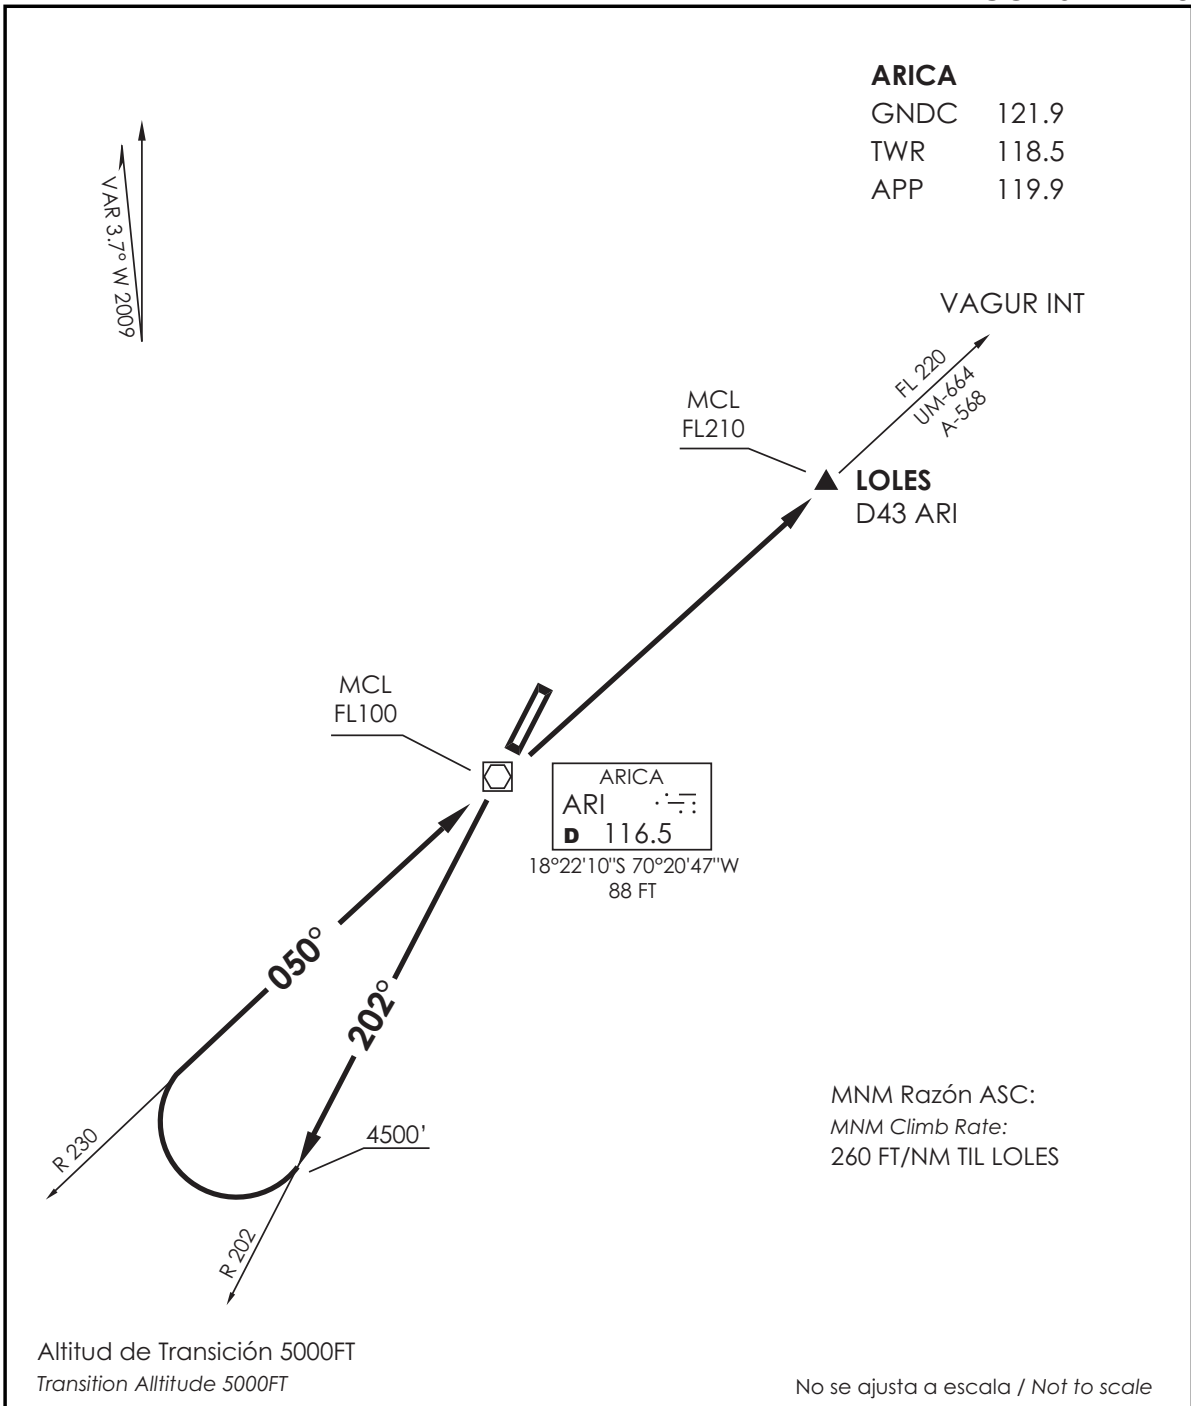 ARICA
GNDC 121.9
TWR 118.5
APP 119.9
VAR 3.7° W 2009
VAGUR INT
FL 220
UM-664
A-568
MCL
FL210
LOLES
D43 ARI
MCL
FL100
ARICA
ARI
D 116.5
18°22'10"S 70°20'47"W
88 FT
050°
202°
4500'
R 230
R 202
MNM Razón ASC:
MNM Climb Rate:
260 FT/NM TIL LOLES
Altitud de Transición 5000FT
Transition Alltitude 5000FT
No se ajusta a escala / Not to scale